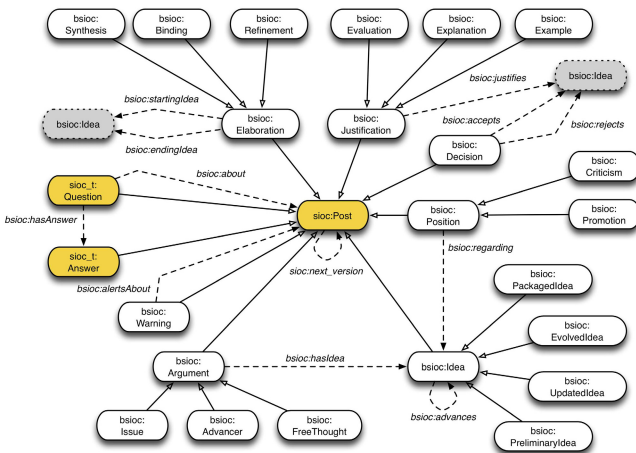 bsioc:
Synthesis
bsioc:
Binding
bsioc:
Refinement
bsioc:
Evaluation
bsioc:
Explanation
bsioc:
Example
bsioc:justifies
bsioc:Idea
bsioc:startingIdea
bsioc:Idea
bsioc:
Elaboration
bsioc:
Justification
bsioc:accepts
bsioc:rejects
bsioc:endingIdea
bsioc:
Decision
bsioc:about
bsioc:
Criticism
sioc_t:
Question
bsioc:hasAnswer
sioc:Post
bsioc:
Position
bsioc:
Promotion
sioc_t:
Answer
bsioc:regarding
sioc:next_version
bsioc:alertsAbout
bsioc:
Warning
bsioc:
PackagedIdea
bsioc:
EvolvedIdea
bsioc:
Argument
bsioc:hasIdea
bsioc:Idea
bsioc:
UpdatedIdea
bsioc:advances
bsioc:
Issue
bsioc:
Advancer
bsioc:
FreeThought
bsioc:
PreliminaryIdea